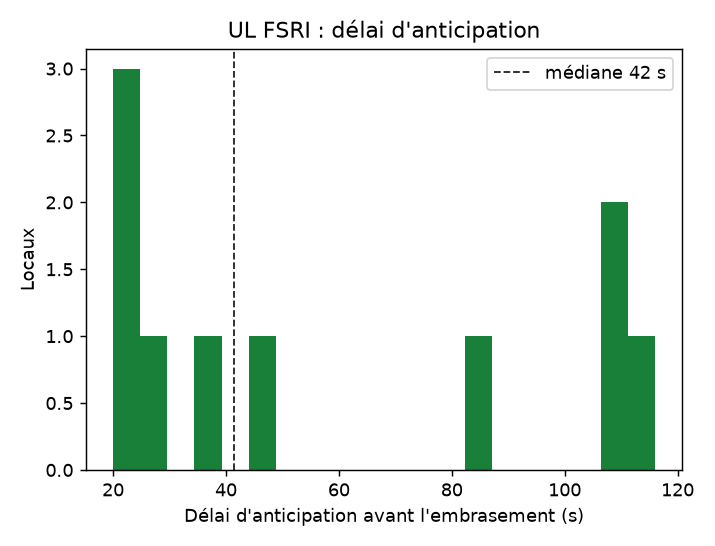 UL FSRI : délai d'anticipation
médiane 42 s
Locaux
3.0
2.5
2.0
1.5
1.0
0.5
0.0
20 40 60 80 100 120
Délai d'anticipation avant l'embrasement (s)